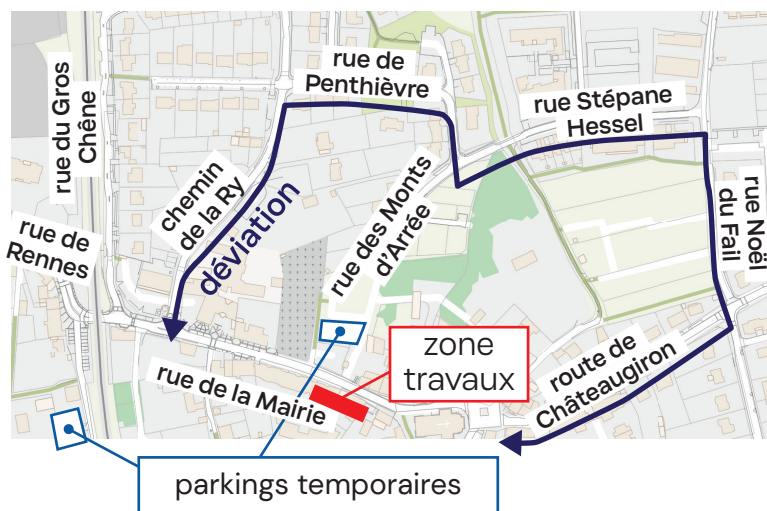 rue du Gros
Chêne
rue de
Penthièvre
rue Stépane
Hessel
chemin
de la Ry
déviation
rue des Monts
d'Arrée
rue Noël
du Fail
rue de
Rennes
zone
travaux
route de
Châteaugiron
rue de la Mairie
parkings temporaires